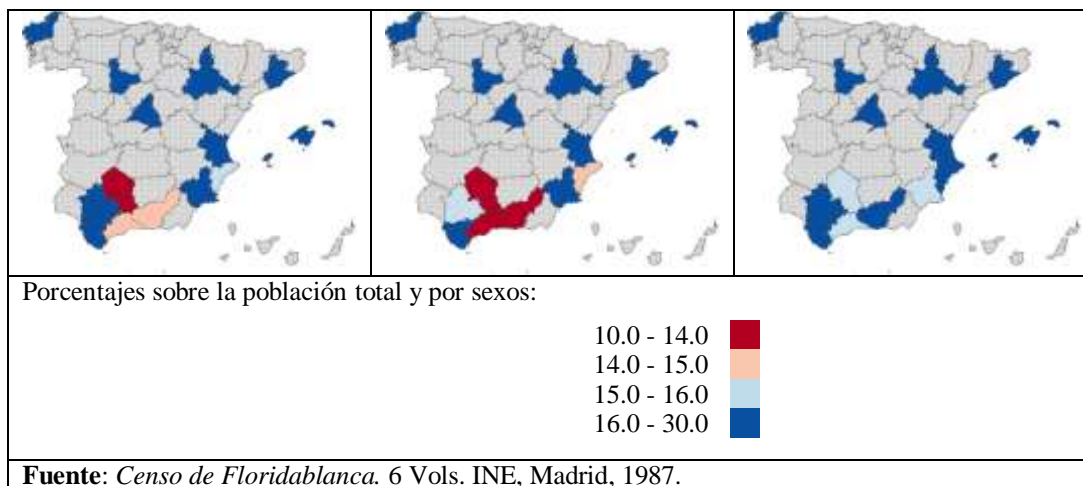 Porcentajes sobre la población total y por sexos:
10.0 - 14.0
14.0 - 15.0
15.0 - 16.0
16.0 - 30.0
Fuente: Censo de Floridablanca. 6 Vols. INE, Madrid, 1987.